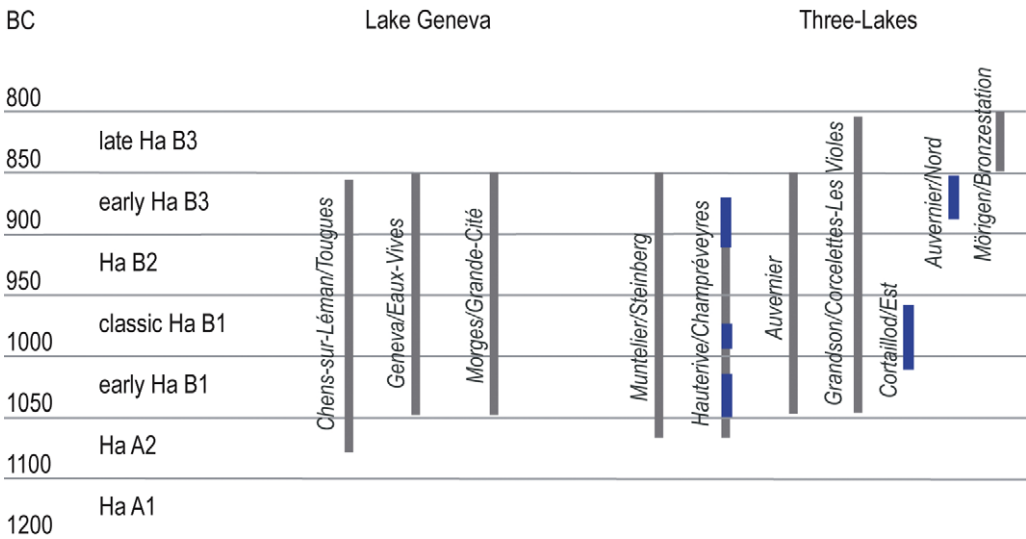 BC
Lake Geneva
Three-Lakes
800
late Ha B3
850
early Ha B3
900
Ha B2
950
classic Ha B1
1000
early Ha B1
1050
Ha A2
1100
Ha A1
1200
Chens-sur-Léman/Tougues
Geneva/Eaux-Vives
Morges/Grande-Cité
Muntelier/Steinberg
Hauterive/Champréveyres
Auvernier
Grandson/Corcelettes-Les Violes
Cortaillod/Est
Auvernier/Nord
Mörigen/Bronzestation